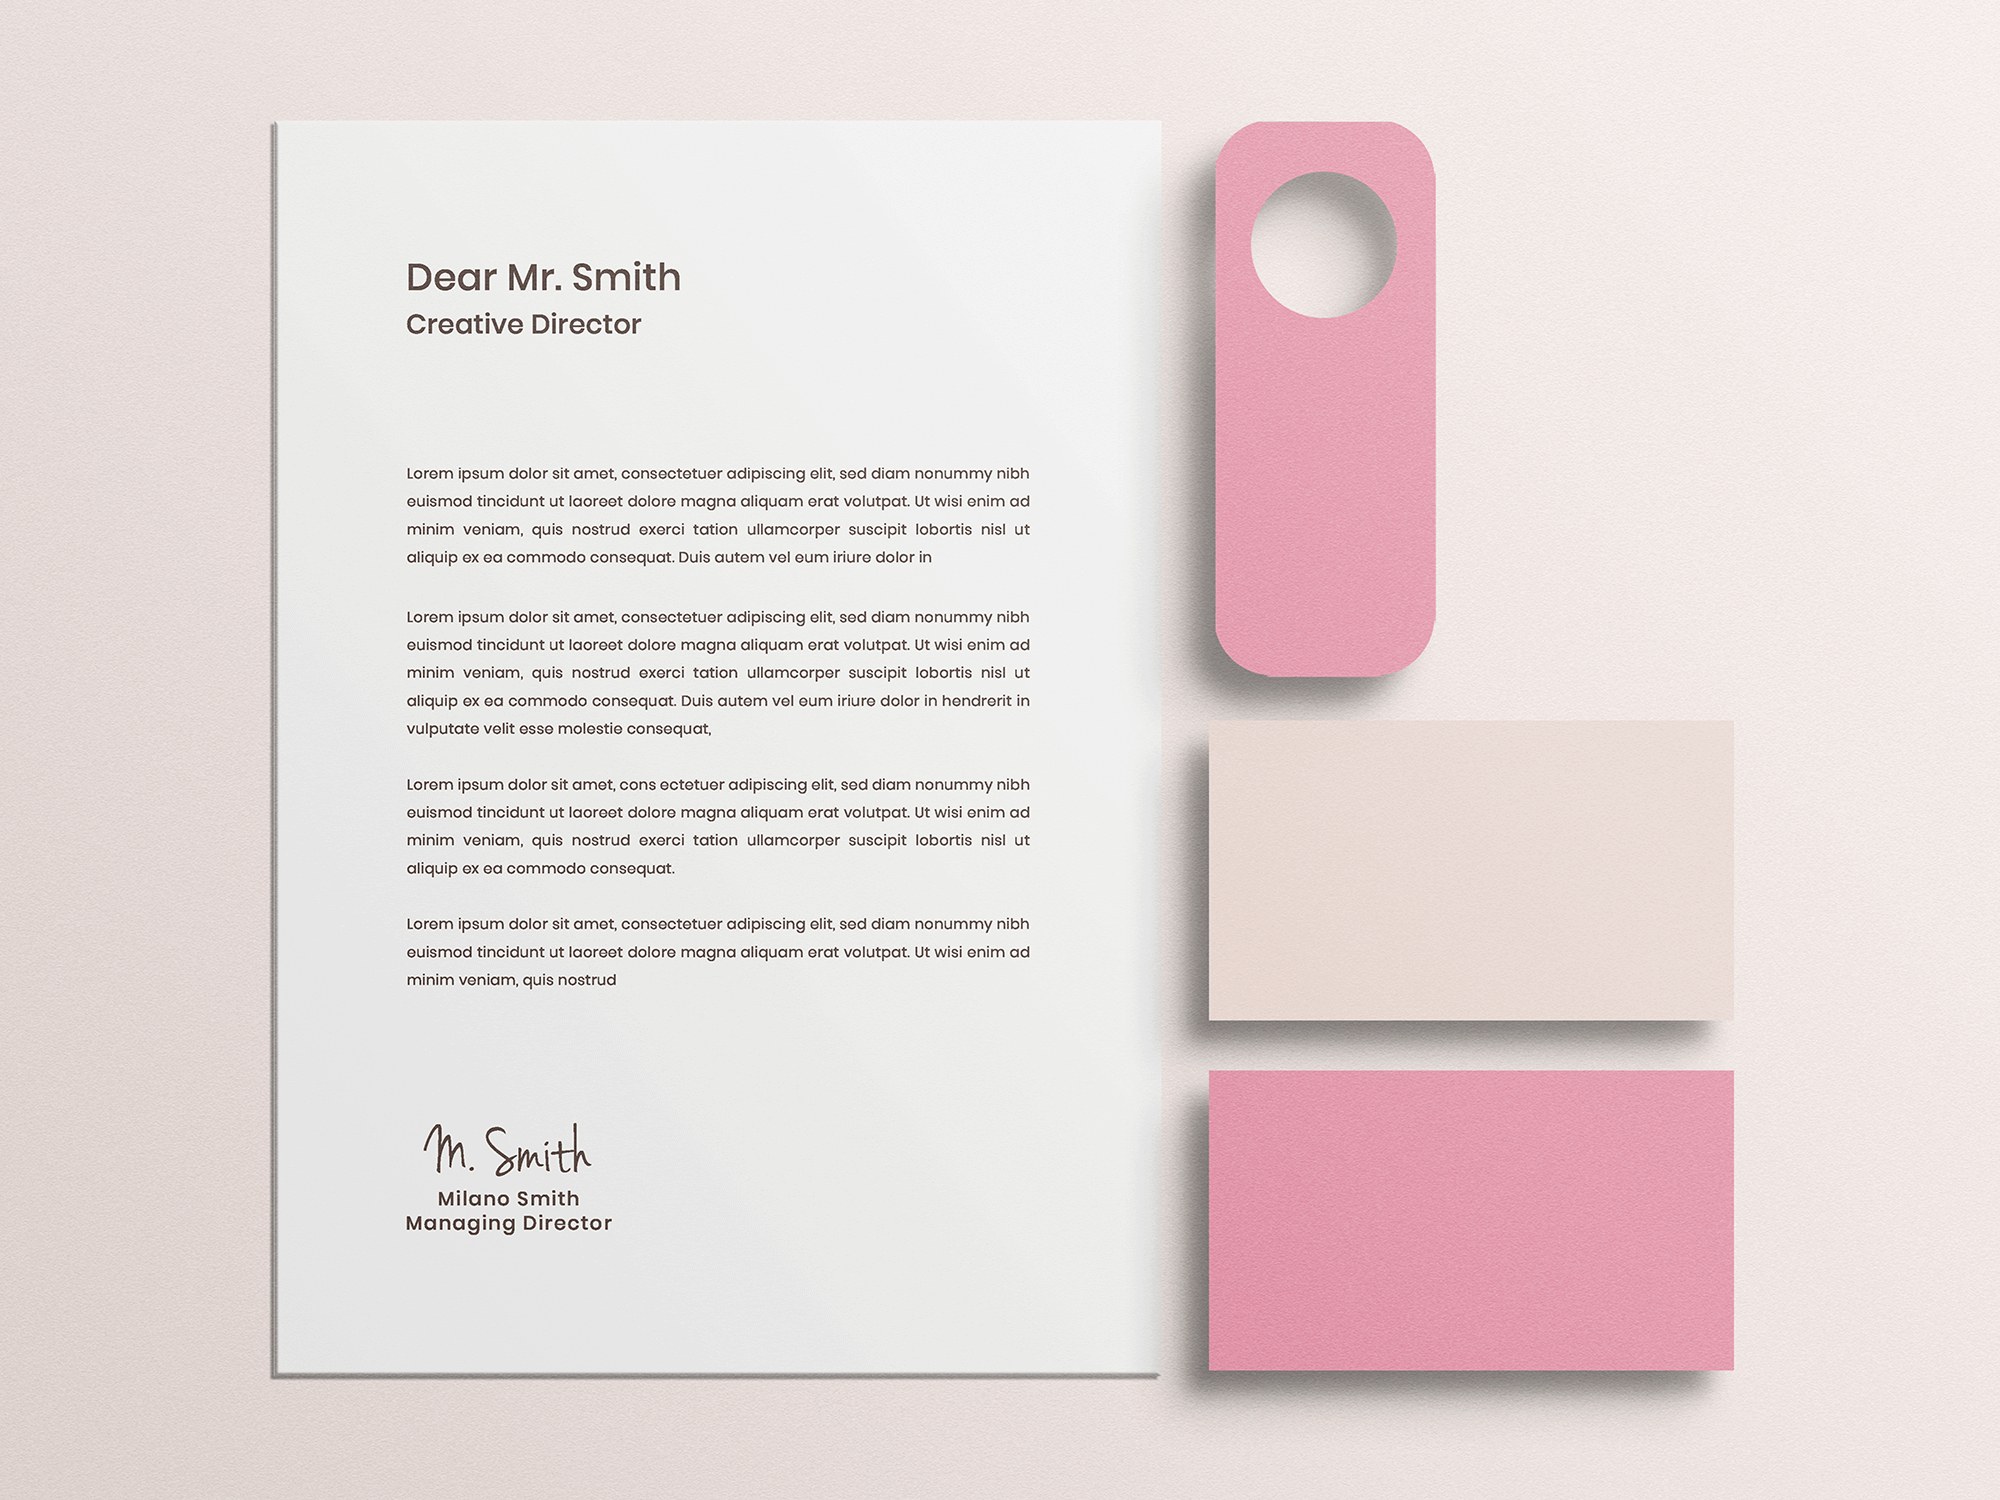 Dear Mr. Smith
Creative Director
Lorem ipsum dolor sit amet, consectetuer adipiscing elit, sed diam nonummy nibh
euismod tincidunt ut laoreet dolore magna aliquam erat volutpat. Ut wisi enim ad
minim veniam, quis nostrud exerci tation ullamcorper suscipit lobortis nisl ut
aliquip ex ea commodo consequat. Duis autem vel eum iriure dolor in
Lorem ipsum dolor sit amet, consectetuer adipiscing elit, sed diam nonummy nibh
euismod tincidunt ut laoreet dolore magna aliquam erat volutpat. Ut wisi enim ad
minim veniam, quis nostrud exerci tation ullamcorper suscipit lobortis nisl ut
aliquip ex ea commodo consequat. Duis autem vel eum iriure dolor in hendrerit in
vulputate velit esse molestie consequat,
Lorem ipsum dolor sit amet, cons ectetuer adipiscing elit, sed diam nonummy nibh
euismod tincidunt ut laoreet dolore magna aliquam erat volutpat. Ut wisi enim ad
minim veniam, quis nostrud exerci tation ullamcorper suscipit lobortis nisl ut
aliquip ex ea commodo consequat.
Lorem ipsum dolor sit amet, consectetuer adipiscing elit, sed diam nonummy nibh
euismod tincidunt ut laoreet dolore magna aliquam erat volutpat. Ut wisi enim ad
minim veniam, quis nostrud
M. Smith
Milano Smith
Managing Director